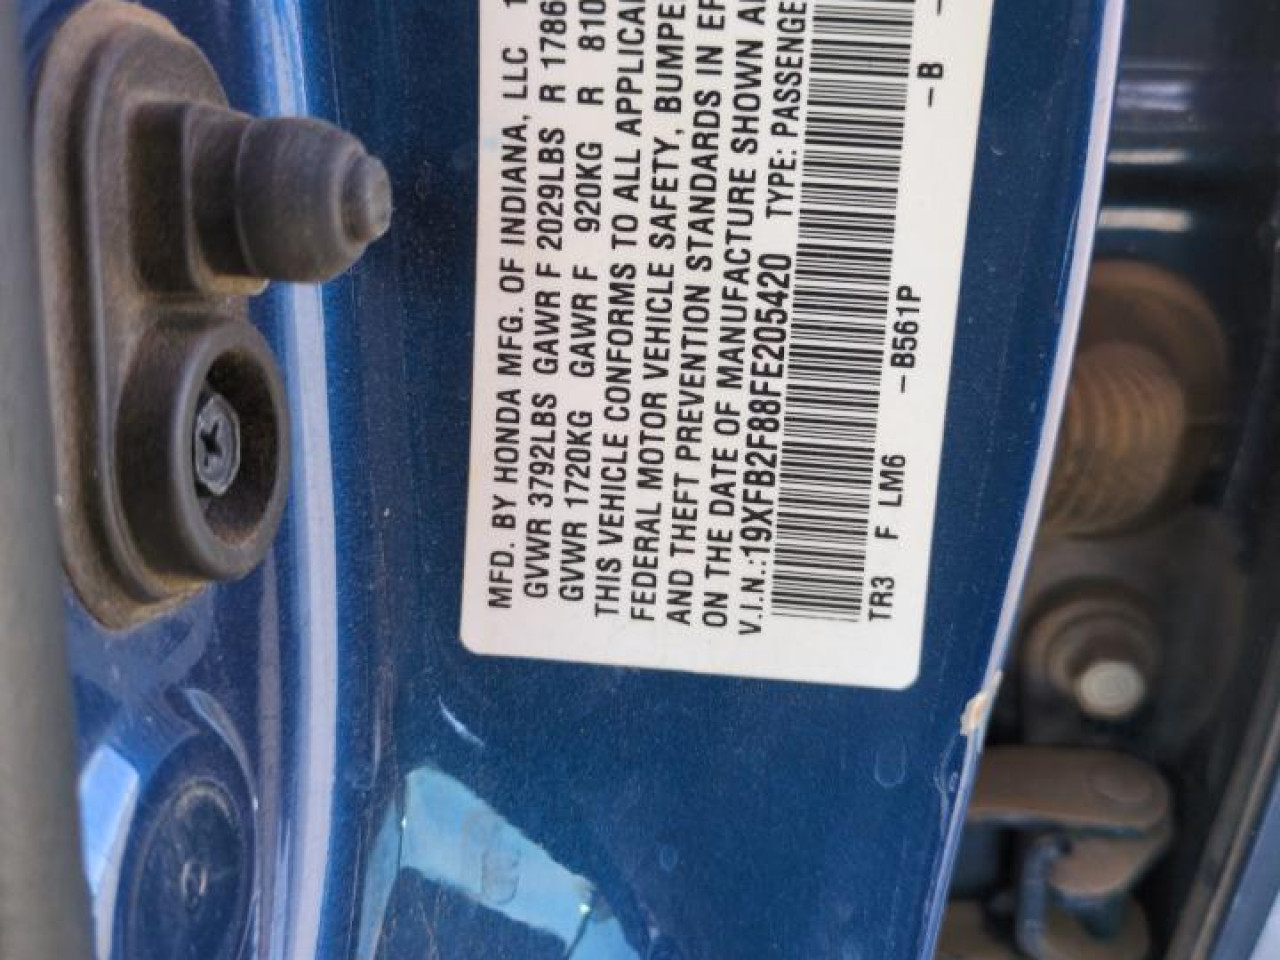 MFD. BY HONDA MFG. OF INDIANA, LLC 1
GVWR 3792LBS GAWR F 2029LBS R 1786
GVWR 1720KG GAWR F 920KG R 810
THIS VEHICLE CONFORMS TO ALL APPLICA
FEDERAL MOTOR VEHICLE SAFETY, BUMPE
AND THEFT PREVENTION STANDARDS IN EF
ON THE DATE OF MANUFACTURE SHOWN A
V.I.N.:19XFB2F88FE205420 TYPE: PASSENGE
TR3 F LM6 -B561P -B -